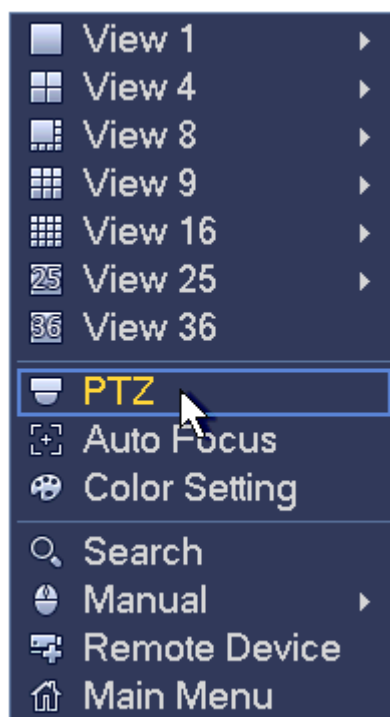 View 1
View 4
View 8
View 9
View 16
25 View 25
36 View 36
PTZ
Auto Focus
Color Setting
Search
Manual
Remote Device
Main Menu